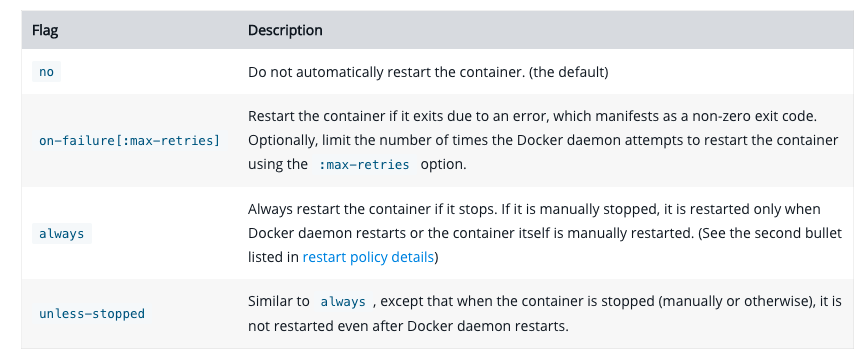 Flag Description
no Do not automatically restart the container. (the default)
Restart the container if it exits due to an error, which manifests as a non-zero exit code.
on-failure[:max-retries] Optionally, limit the number of times the Docker daemon attempts to restart the container
using the :max-retries option.
Always restart the container if it stops. If it is manually stopped, it is restarted only when
always Docker daemon restarts or the container itself is manually restarted. (See the second bullet
listed in restart policy details)
unless-stopped Similar to always , except that when the container is stopped (manually or otherwise), it is
not restarted even after Docker daemon restarts.